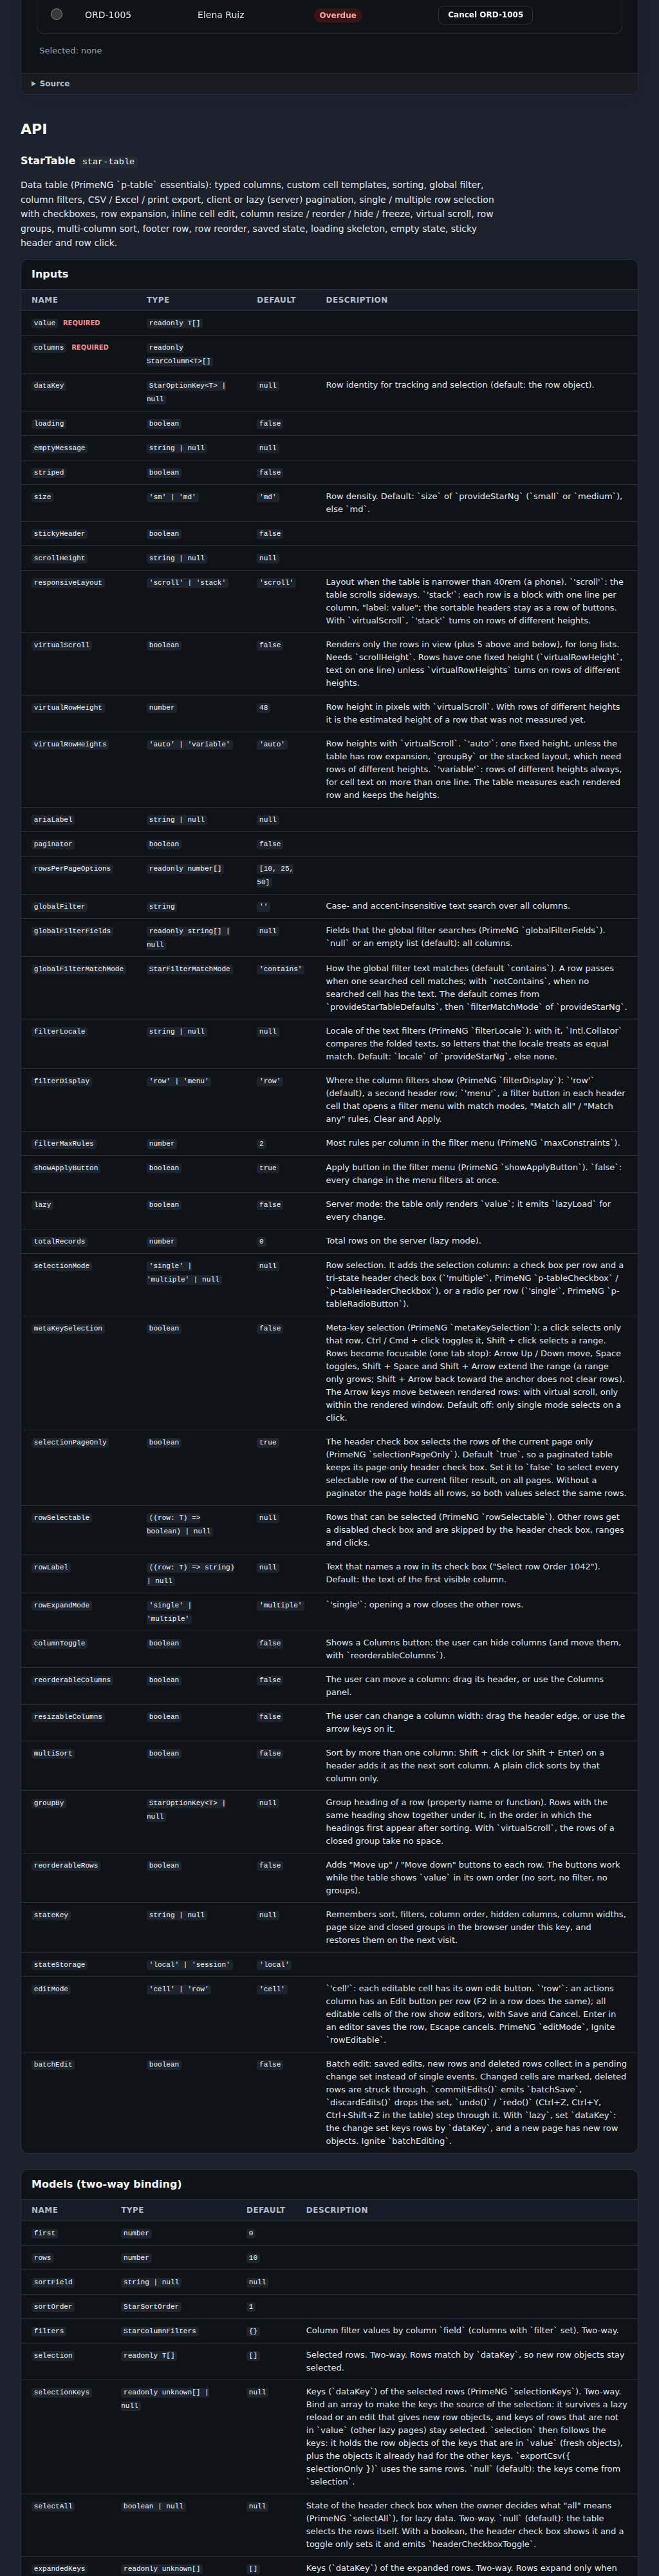 ORD-1005 Elena Ruiz Overdue Cancel ORD-1005
Selected: none
Source
API
StarTable star-table
Data table (PrimeNG `p-table` essentials): typed columns, custom cell templates, sorting, global filter,
column filters, CSV / Excel / print export, client or lazy (server) pagination, single / multiple row selection
with checkboxes, row expansion, inline cell edit, column resize / reorder / hide / freeze, virtual scroll, row
groups, multi-column sort, footer row, row reorder, saved state, loading skeleton, empty state, sticky
header and row click.
Inputs
NAME TYPE DEFAULT DESCRIPTION
value REQUIRED readonly T[]
columns REQUIRED readonly
StarColumn<T>[]
dataKey StarOptionKey<T> | null Row identity for tracking and selection (default: the row object).
null
loading boolean false
emptyMessage string | null null
striped boolean false
size 'sm' | 'md' 'md' Row density. Default: `size` of `provideStarNg` (`small` or `medium`),
else `md`.
stickyHeader boolean false
scrollHeight string | null null
responsiveLayout 'scroll' | 'stack' 'scroll' Layout when the table is narrower than 40rem (a phone). `'scroll'`: the
table scrolls sideways. `'stack'`: each row is a block with one line per
column, "label: value"; the sortable headers stay as a row of buttons.
With `virtualScroll`, `'stack'` turns on rows of different heights.
virtualScroll boolean false Renders only the rows in view (plus 5 above and below), for long lists.
Needs `scrollHeight`. Rows have one fixed height (`virtualRowHeight`,
text on one line) unless `virtualRowHeights` turns on rows of different
heights.
virtualRowHeight number 48 Row height in pixels with `virtualScroll`. With rows of different heights
it is the estimated height of a row that was not measured yet.
virtualRowHeights 'auto' | 'variable' 'auto' Row heights with `virtualScroll`. `'auto'`: one fixed height, unless the
table has row expansion, `groupBy` or the stacked layout, which need
rows of different heights. `'variable'`: rows of different heights always,
for cell text on more than one line. The table measures each rendered
row and keeps the heights.
ariaLabel string | null null
paginator boolean false
rowsPerPageOptions readonly number[] [10, 25,
50]
globalFilter string '' Case- and accent-insensitive text search over all columns.
globalFilterFields readonly string[] | null Fields that the global filter searches (PrimeNG `globalFilterFields`).
null `null` or an empty list (default): all columns.
globalFilterMatchMode StarFilterMatchMode 'contains' How the global filter text matches (default `contains`). A row passes
when one searched cell matches; with `notContains`, when no
searched cell has the text. The default comes from
`provideStarTableDefaults`, then `filterMatchMode` of `provideStarNg`.
filterLocale string | null null Locale of the text filters (PrimeNG `filterLocale`): with it, `Intl.Collator`
compares the folded texts, so letters that the locale treats as equal
match. Default: `locale` of `provideStarNg`, else none.
filterDisplay 'row' | 'menu' 'row' Where the column filters show (PrimeNG `filterDisplay`): `'row'`
(default), a second header row; `'menu'`, a filter button in each header
cell that opens a filter menu with match modes, "Match all" / "Match
any" rules, Clear and Apply.
filterMaxRules number 2 Most rules per column in the filter menu (PrimeNG `maxConstraints`).
showApplyButton boolean true Apply button in the filter menu (PrimeNG `showApplyButton`). `false`:
every change in the menu filters at once.
lazy boolean false Server mode: the table only renders `value`; it emits `lazyLoad` for
every change.
totalRecords number 0 Total rows on the server (lazy mode).
selectionMode 'single' | null Row selection. It adds the selection column: a check box per row and a
'multiple' | null tri-state header check box (`'multiple'`, PrimeNG `p-tableCheckbox` /
`p-tableHeaderCheckbox`), or a radio per row (`'single'`, PrimeNG `p-
tableRadioButton`).
metaKeySelection boolean false Meta-key selection (PrimeNG `metaKeySelection`): a click selects only
that row, Ctrl / Cmd + click toggles it, Shift + click selects a range.
Rows become focusable (one tab stop): Arrow Up / Down move, Space
toggles, Shift + Space and Shift + Arrow extend the range (a range
only grows; Shift + Arrow back toward the anchor does not clear rows).
The Arrow keys move between rendered rows: with virtual scroll, only
within the rendered window. Default off: only single mode selects on a
click.
selectionPageOnly boolean true The header check box selects the rows of the current page only
(PrimeNG `selectionPageOnly`). Default `true`, so a paginated table
keeps its page-only header check box. Set it to `false` to select every
selectable row of the current filter result, on all pages. Without a
paginator the page holds all rows, so both values select the same rows.
rowSelectable ((row: T) => null Rows that can be selected (PrimeNG `rowSelectable`). Other rows get
boolean) | null a disabled check box and are skipped by the header check box, ranges
and clicks.
rowLabel ((row: T) => string) null Text that names a row in its check box ("Select row Order 1042").
| null Default: the text of the first visible column.
rowExpandMode 'single' | 'multiple' `'single'`: opening a row closes the other rows.
'multiple'
columnToggle boolean false Shows a Columns button: the user can hide columns (and move them,
with `reorderableColumns`).
reorderableColumns boolean false The user can move a column: drag its header, or use the Columns
panel.
resizableColumns boolean false The user can change a column width: drag the header edge, or use the
arrow keys on it.
multiSort boolean false Sort by more than one column: Shift + click (or Shift + Enter) on a
header adds it as the next sort column. A plain click sorts by that
column only.
groupBy StarOptionKey<T> | null Group heading of a row (property name or function). Rows with the
null same heading show together under it, in the order in which the
headings first appear after sorting. With `virtualScroll`, the rows of a
closed group take no space.
reorderableRows boolean false Adds "Move up" / "Move down" buttons to each row. The buttons work
while the table shows `value` in its own order (no sort, no filter, no
groups).
stateKey string | null null Remembers sort, filters, column order, hidden columns, column widths,
page size and closed groups in the browser under this key, and
restores them on the next visit.
stateStorage 'local' | 'session' 'local'
editMode 'cell' | 'row' 'cell' `'cell'`: each editable cell has its own edit button. `'row'`: an actions
column has an Edit button per row (F2 in a row does the same); all
editable cells of the row show editors, with Save and Cancel. Enter in
an editor saves the row, Escape cancels. PrimeNG `editMode`, Ignite
`rowEditable`.
batchEdit boolean false Batch edit: saved edits, new rows and deleted rows collect in a pending
change set instead of single events. Changed cells are marked, deleted
rows are struck through. `commitEdits()` emits `batchSave`,
`discardEdits()` drops the set, `undo()` / `redo()` (Ctrl+Z, Ctrl+Y,
Ctrl+Shift+Z in the table) step through it. With `lazy`, set `dataKey`:
the change set keys rows by `dataKey`, and a new page has new row
objects. Ignite `batchEditing`.
Models (two-way binding)
NAME TYPE DEFAULT DESCRIPTION
first number 0
rows number 10
sortField string | null null
sortOrder StarSortOrder 1
filters StarColumnFilters {} Column filter values by column `field` (columns with `filter` set). Two-way.
selection readonly T[] [] Selected rows. Two-way. Rows match by `dataKey`, so new row objects stay
selected.
selectionKeys readonly unknown[] | null Keys (`dataKey`) of the selected rows (PrimeNG `selectionKeys`). Two-way.
null Bind an array to make the keys the source of the selection: it survives a lazy
reload or an edit that gives new row objects, and keys of rows that are not
in `value` (other lazy pages) stay selected. `selection` then follows the
keys: it holds the row objects of the keys that are in `value` (fresh objects),
plus the objects it already had for the other keys. `exportCsv({
selectionOnly })` uses the same rows. `null` (default): the keys come from
`selection`.
selectAll boolean | null null State of the header check box when the owner decides what "all" means
(PrimeNG `selectAll`), for lazy data. Two-way. `null` (default): the table
selects the rows itself. With a boolean, the header check box shows it and a
toggle only sets it and emits `headerCheckboxToggle`.
expandedKeys readonly unknown[] [] Keys (`dataKey`) of the expanded rows. Two-way. Rows expand only when